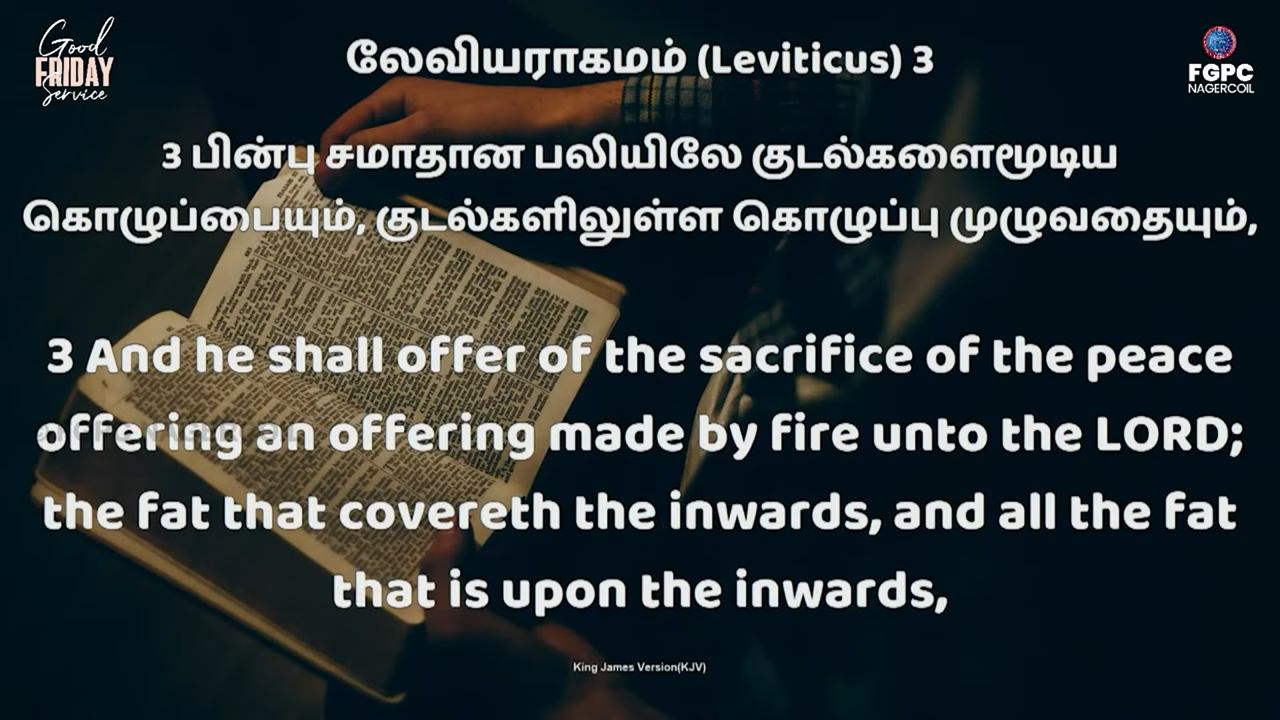 Good
FRIDAY
Service
லேவியராகமம் (Leviticus) 3
FGPC
NAGERCOIL
3 பின்பு சமாதான பலியிலே குடல்களைமூடிய
கொழுப்பையும், குடல்களிலுள்ள கொழுப்பு முழுவதையும்,
3 And he shall offer of the sacrifice of the peace
offering an offering made by fire unto the LORD;
the fat that covereth the inwards, and all the fat
that is upon the inwards,
King James Version(KJV)